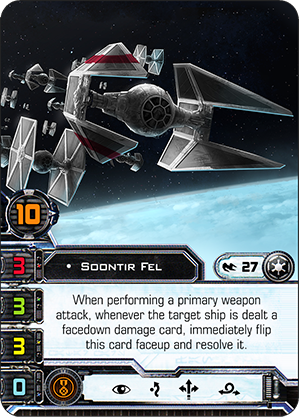 10
3
• Soontir Fel
27
3
When performing a primary weapon
attack, whenever the target ship is dealt a
facedown damage card, immediately flip
this card faceup and resolve it.
3
0